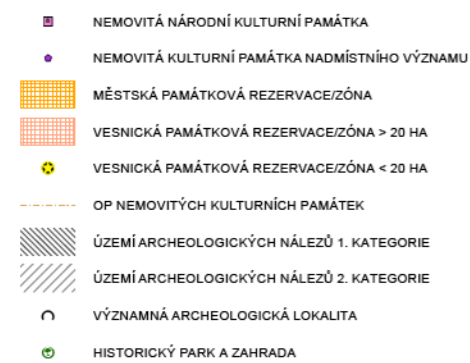 NEMOVITÁ NÁRODNÍ KULTURNÍ PAMÁTKA
NEMOVITÁ KULTURNÍ PAMÁTKA NADMÍSTNÍHO VÝZNAMU
MĚSTSKÁ PAMÁTKOVÁ REZERVACE/ZÓNA
VESNICKÁ PAMÁTKOVÁ REZERVACE/ZÓNA > 20 HA
VESNICKÁ PAMÁTKOVÁ REZERVACE/ZÓNA < 20 HA
OP NEMOVITÝCH KULTURNÍCH PAMÁTEK
ÚZEMÍ ARCHEOLOGICKÝCH NÁLEZŮ 1. KATEGORIE
ÚZEMÍ ARCHEOLOGICKÝCH NÁLEZŮ 2. KATEGORIE
VÝZNAMNÁ ARCHEOLOGICKÁ LOKALITA
HISTORICKÝ PARK A ZAHRADA